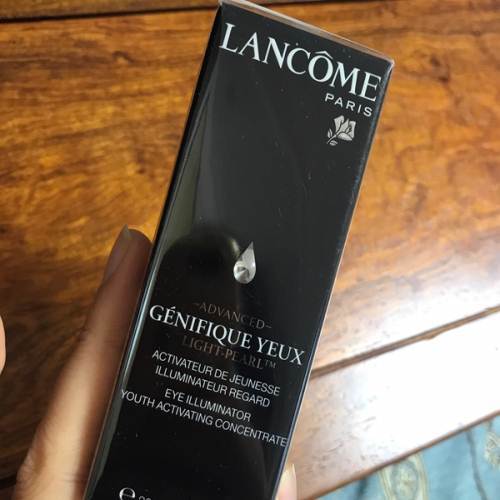 LANCÔME
PARIS
-ADVANCED-
GÉNIFIQUE YEUX
LIGHT-PEARL™
ACTIVATEUR DE JEUNESSE
ILLUMINATEUR REGARD
EYE ILLUMINATOR
YOUTH ACTIVATING CONCENTRATE